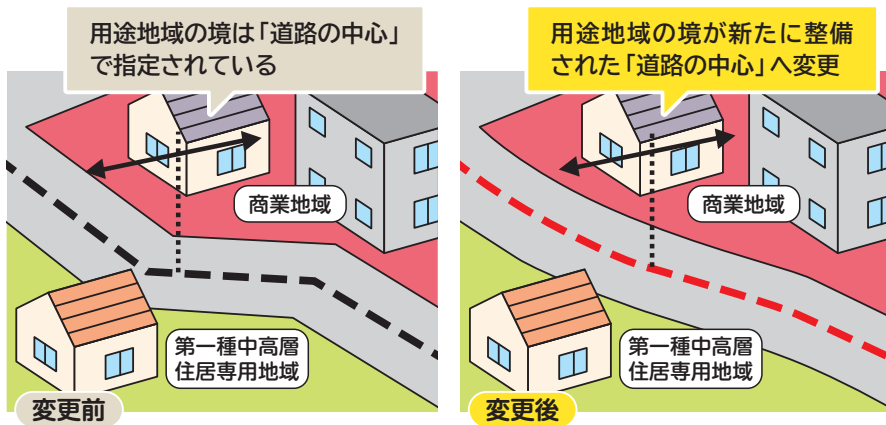 用途地域の境は「道路の中心」
で指定されている
商業地域
第一種中高層
住居専用地域
変更前
用途地域の境が新たに整備
された「道路の中心」へ変更
商業地域
第一種中高層
住居専用地域
変更後